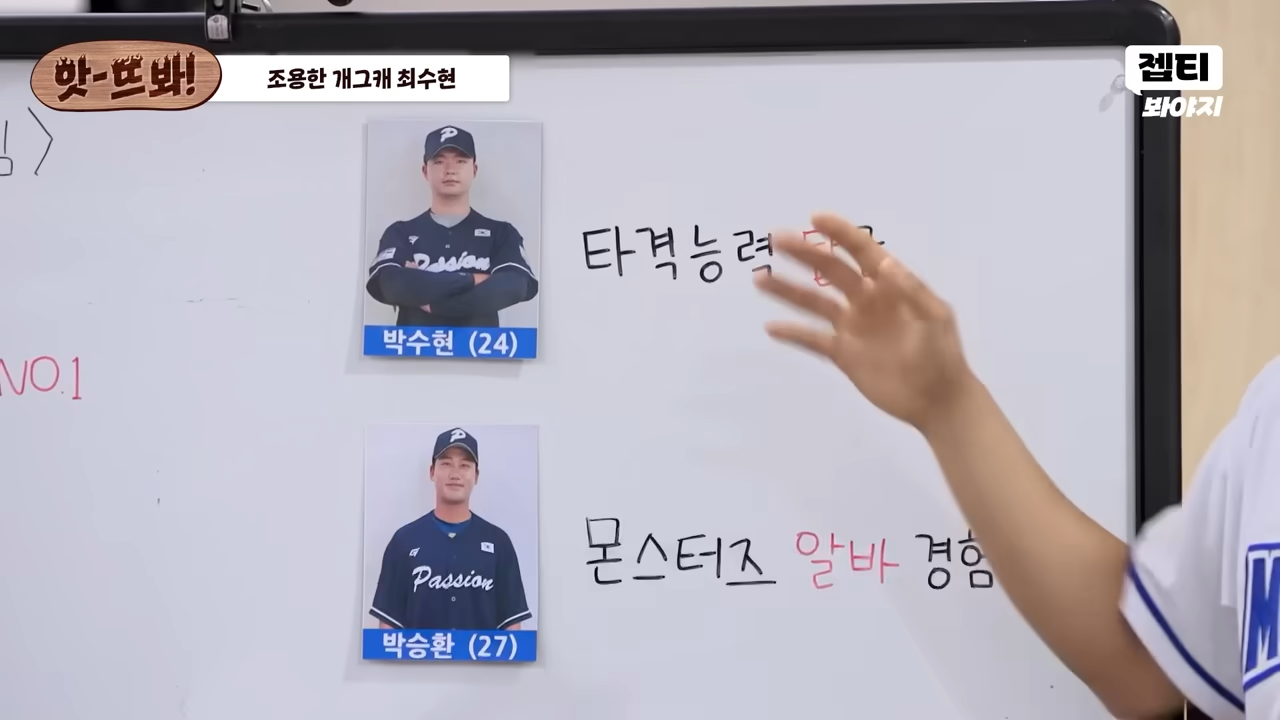 앗-뜨봐!
조용한 개그캐 최수현
젭티
봐야지
P
Passion
박수현 (24)
타격능력
NO.1
P
Passion
박승환 (27)
몬스터즈 알바 경험
M